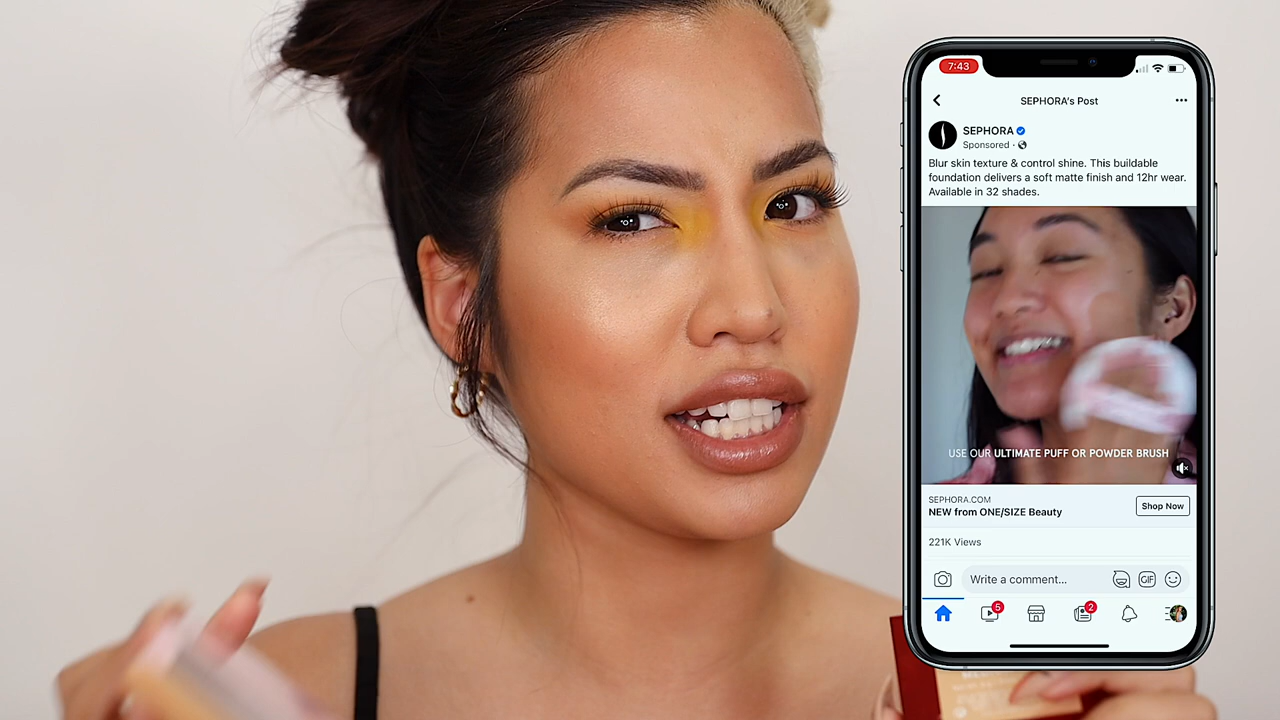 7:43
SEPHORA's Post
SEPHORA
Sponsored ·
Blur skin texture & control shine. This buildable
foundation delivers a soft matte finish and 12hr wear.
Available in 32 shades.
USE OUR ULTIMATE PUFF OR POWDER BRUSH
SEPHORA.COM
NEW from ONE/SIZE Beauty
Shop Now
221K Views
Write a comment...
GIF
5
2